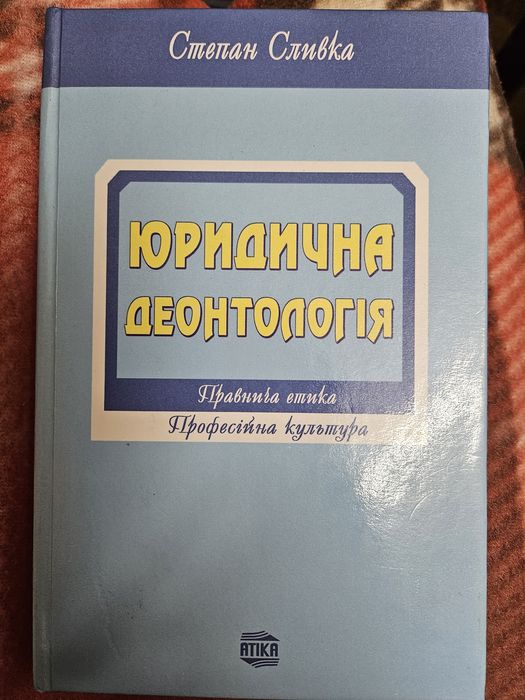 Степан Сливка
ЮРИДИЧНА
ДЕОНТОЛОГІЯ
Правнича етика
Професійна культура
АТІКА